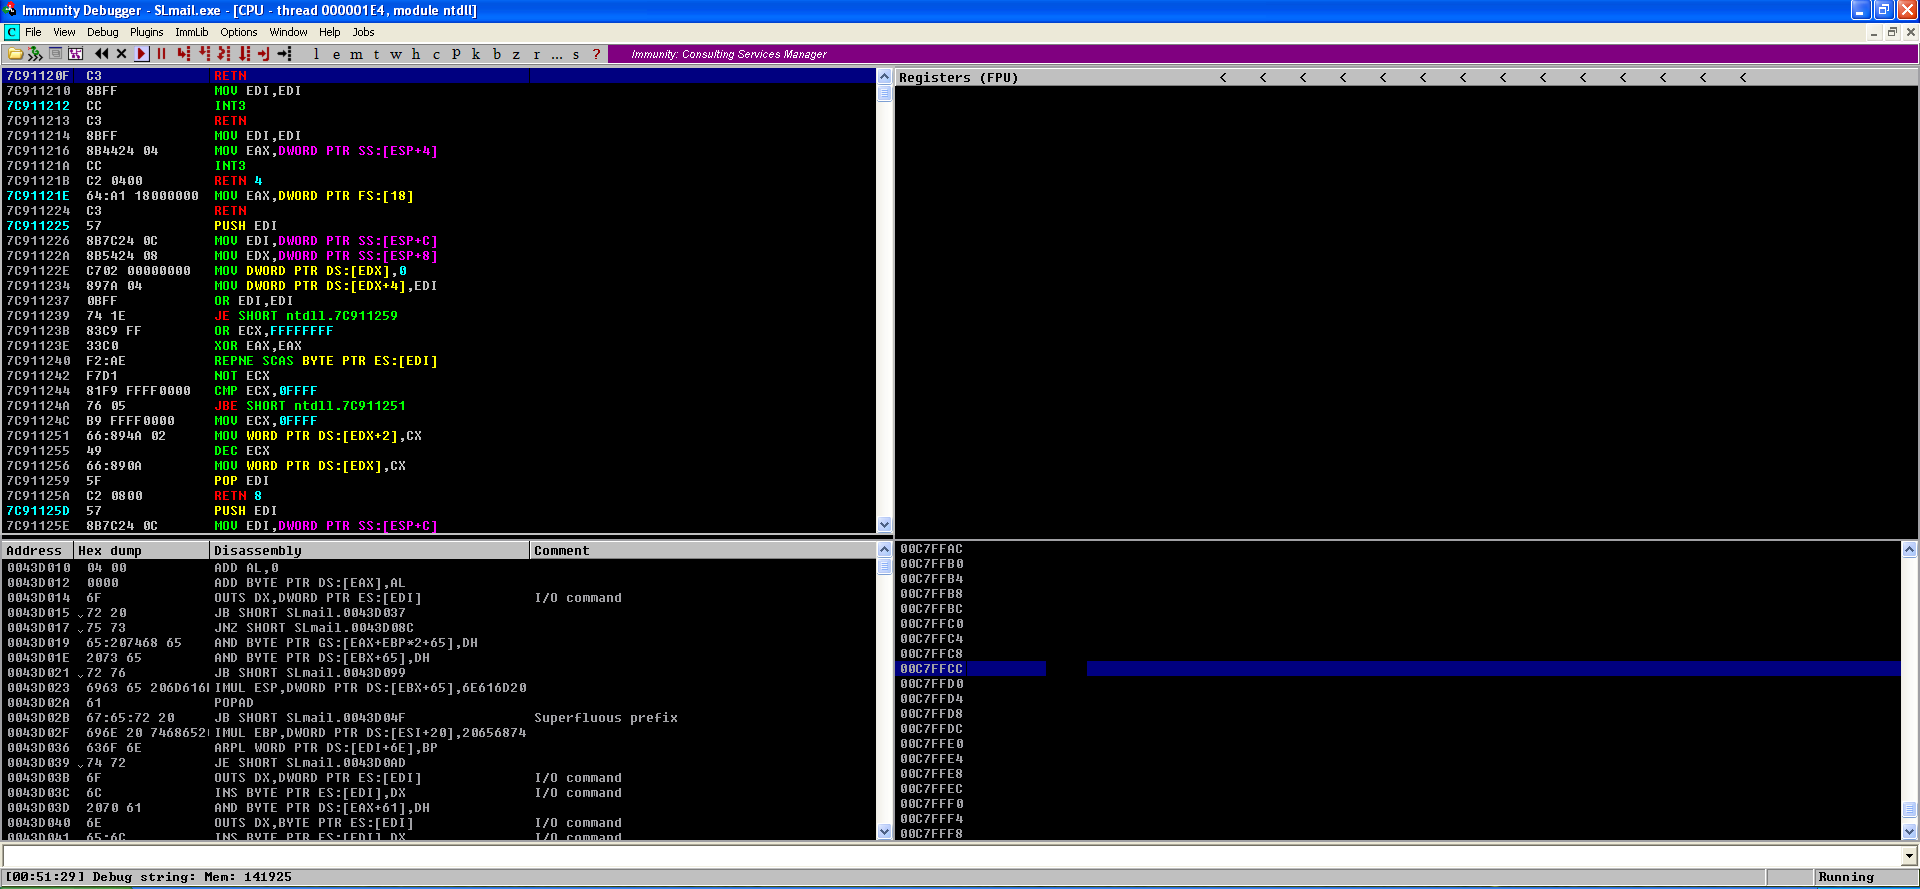 Immunity Debugger - SLmail.exe - [CPU - thread 000001E4, module ntdll]
C File View Debug Plugins ImmLib Options Window Help Jobs
l e m t w h c P k b z r ... s ? Immunity: Consulting Services Manager
7C91120F C3 RETN
7C911210 8BFF MOV EDI,EDI
7C911212 CC INT3
7C911213 C3 RETN
7C911214 8BFF MOV EDI,EDI
7C911216 8B4424 04 MOV EAX,DWORD PTR SS:[ESP+4]
7C91121A CC INT3
7C91121B C2 0400 RETN 4
7C91121E 64:A1 18000000 MOV EAX,DWORD PTR FS:[18]
7C911224 C3 RETN
7C911225 57 PUSH EDI
7C911226 8B7C24 0C MOV EDI,DWORD PTR SS:[ESP+C]
7C91122A 8B5424 08 MOV EDX,DWORD PTR SS:[ESP+8]
7C91122E C702 00000000 MOV DWORD PTR DS:[EDX],0
7C911234 897A 04 MOV DWORD PTR DS:[EDX+4],EDI
7C911237 0BFF OR EDI,EDI
7C911239 74 1E JE SHORT ntdll.7C911259
7C91123B 83C9 FF OR ECX,FFFFFFFF
7C91123E 33C0 XOR EAX,EAX
7C911240 F2:AE REPNE SCAS BYTE PTR ES:[EDI]
7C911242 F7D1 NOT ECX
7C911244 81F9 FFFF0000 CMP ECX,0FFFF
7C91124A 76 05 JBE SHORT ntdll.7C911251
7C91124C B9 FFFF0000 MOV ECX,0FFFF
7C911251 66:894A 02 MOV WORD PTR DS:[EDX+2],CX
7C911255 49 DEC ECX
7C911256 66:890A MOV WORD PTR DS:[EDX],CX
7C911259 5F POP EDI
7C91125A C2 0800 RETN 8
7C91125D 57 PUSH EDI
7C91125E 8B7C24 0C MOV EDI,DWORD PTR SS:[ESP+C]
Registers (FPU) < < < < < < < < < < < < < <
Address Hex dump Disassembly Comment
0043D010 04 00 ADD AL,0
0043D012 0000 ADD BYTE PTR DS:[EAX],AL
0043D014 6F OUTS DX,DWORD PTR ES:[EDI] I/O command
0043D015 72 20 JB SHORT SLmail.0043D037
0043D017 75 73 JNZ SHORT SLmail.0043D08C
0043D019 65:207468 65 AND BYTE PTR GS:[EAX+EBP*2+65],DH
0043D01E 2073 65 AND BYTE PTR DS:[EBX+65],DH
0043D021 72 76 JB SHORT SLmail.0043D099
0043D023 6963 65 206D616 IMUL ESP,DWORD PTR DS:[EBX+65],6E616D20
0043D02A 61 POPAD
0043D02B 67:65:72 20 JB SHORT SLmail.0043D04F Superfluous prefix
0043D02F 696E 20 7468652 IMUL EBP,DWORD PTR DS:[ESI+20],20656874
0043D036 636F 6E ARPL WORD PTR DS:[EDI+6E],BP
0043D039 74 72 JE SHORT SLmail.0043D0AD
0043D03B 6F OUTS DX,DWORD PTR ES:[EDI] I/O command
0043D03C 6C INS BYTE PTR ES:[EDI],DX I/O command
0043D03D 2070 61 AND BYTE PTR DS:[EAX+61],DH
0043D040 6E OUTS DX,BYTE PTR ES:[EDI] I/O command
0043D041 65:6C INS BYTE PTR ES:[EDI],DX I/O command
00C7FFAC
00C7FFB0
00C7FFB4
00C7FFB8
00C7FFBC
00C7FFC0
00C7FFC4
00C7FFC8
00C7FFCC
00C7FFD0
00C7FFD4
00C7FFD8
00C7FFDC
00C7FFE0
00C7FFE4
00C7FFE8
00C7FFEC
00C7FFF0
00C7FFF4
00C7FFF8
[00:51:29] Debug string: Mem: 141925 Running